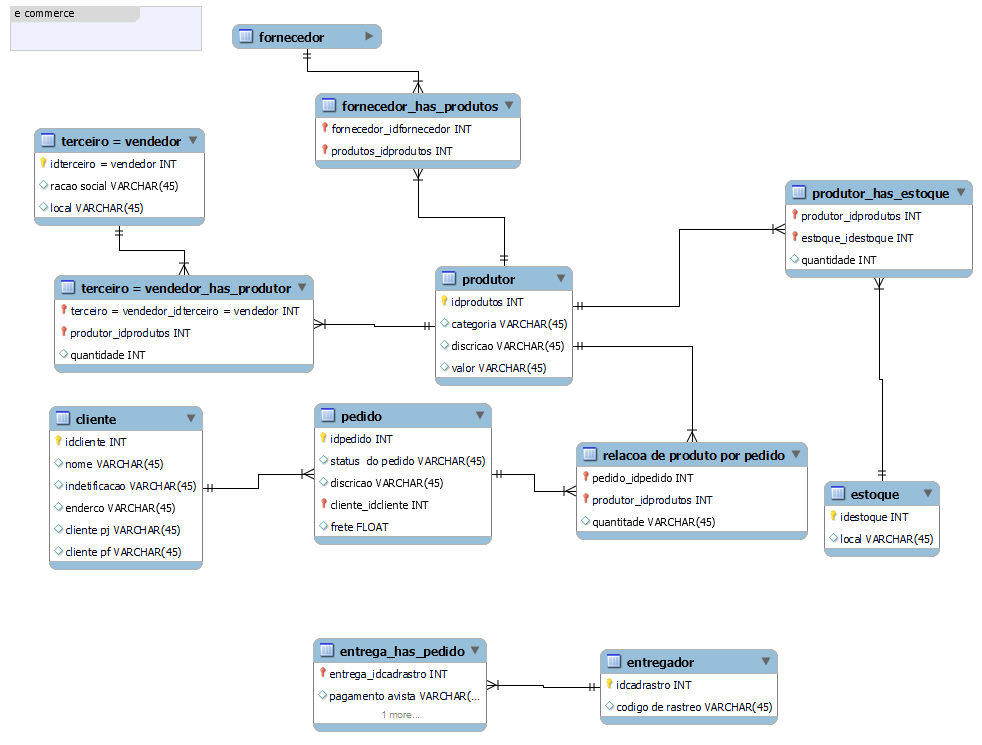 e commerce
fornecedor
fornecedor_has_produtos
fornecedor_idfornecedor INT
produtos_idprodutos INT
terceiro = vendedor
idterceiro = vendedor INT
racao social VARCHAR(45)
local VARCHAR(45)
produtor_has_estoque
produtor_idprodutos INT
estoque_idestoque INT
quantidade INT
terceiro = vendedor_has_produtor
terceiro = vendedor_idterceiro = vendedor INT
produtor_idprodutos INT
quantidade INT
produtor
idprodutos INT
categoria VARCHAR(45)
discricao VARCHAR(45)
valor VARCHAR(45)
cliente
idcliente INT
nome VARCHAR(45)
indetificacao VARCHAR(45)
enderco VARCHAR(45)
cliente pj VARCHAR(45)
cliente pf VARCHAR(45)
pedido
idpedido INT
status  do pedido VARCHAR(45)
discricao VARCHAR(45)
cliente_idcliente INT
frete FLOAT
relacoa de produto por pedido
pedido_idpedido INT
produtor_idprodutos INT
quantitade VARCHAR(45)
estoque
idestoque INT
local VARCHAR(45)
entrega_has_pedido
entrega_idcadrastro INT
pagamento avista VARCHAR(...
1 more...
entregador
idcadrastro INT
codigo de rastreo VARCHAR(45)